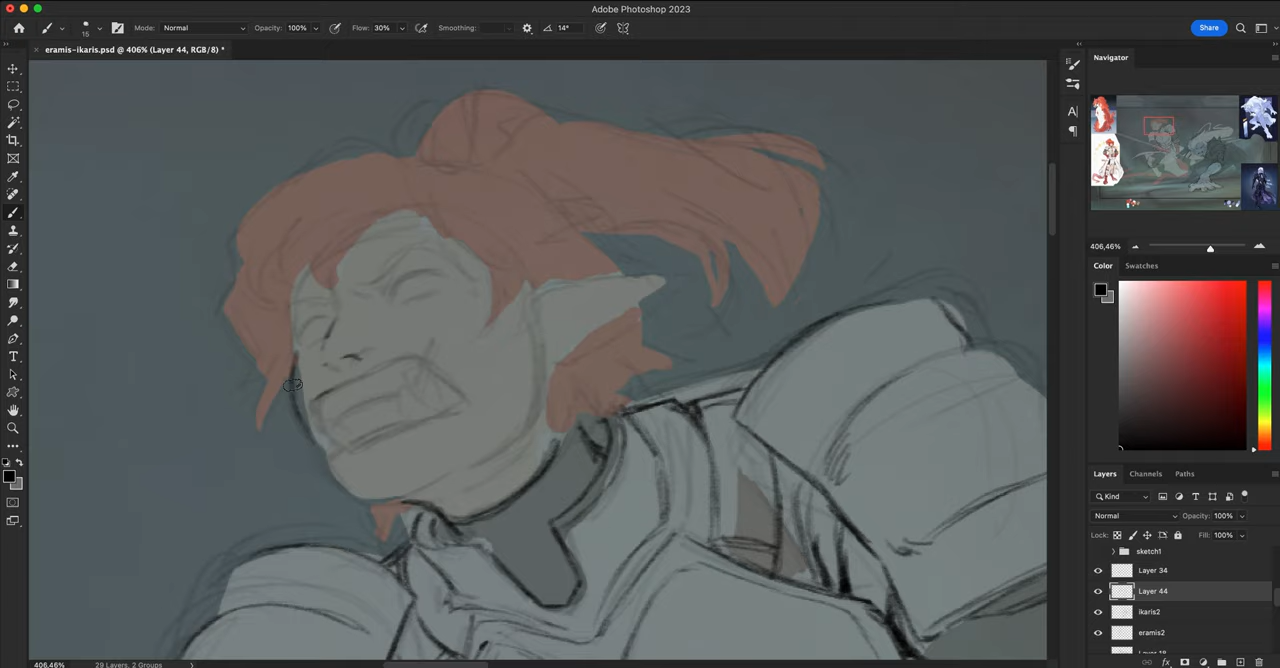 Adobe Photoshop 2023
15
Mode: Normal
Opacity: 100%
Flow: 30%
Smoothing:
14°
Share
eramis-ikaris.psd @ 406% (Layer 44, RGB/8) *
Navigator
406,46%
Color
Swatches
Layers
Channels
Paths
Kind
Normal
Opacity: 100%
Lock:
Fill: 100%
sketch1
Layer 34
Layer 44
ikaris2
eramis2
406,46%
29 Layers, 2 Groups